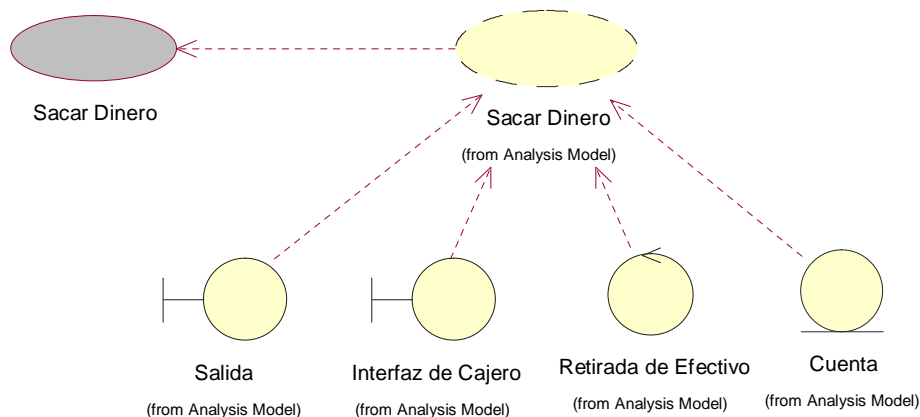 Sacar Dinero
Sacar Dinero
(from Analysis Model)
Salida
(from Analysis Model)
Interfaz de Cajero
(from Analysis Model)
Retirada de Efectivo
(from Analysis Model)
Cuenta
(from Analysis Model)